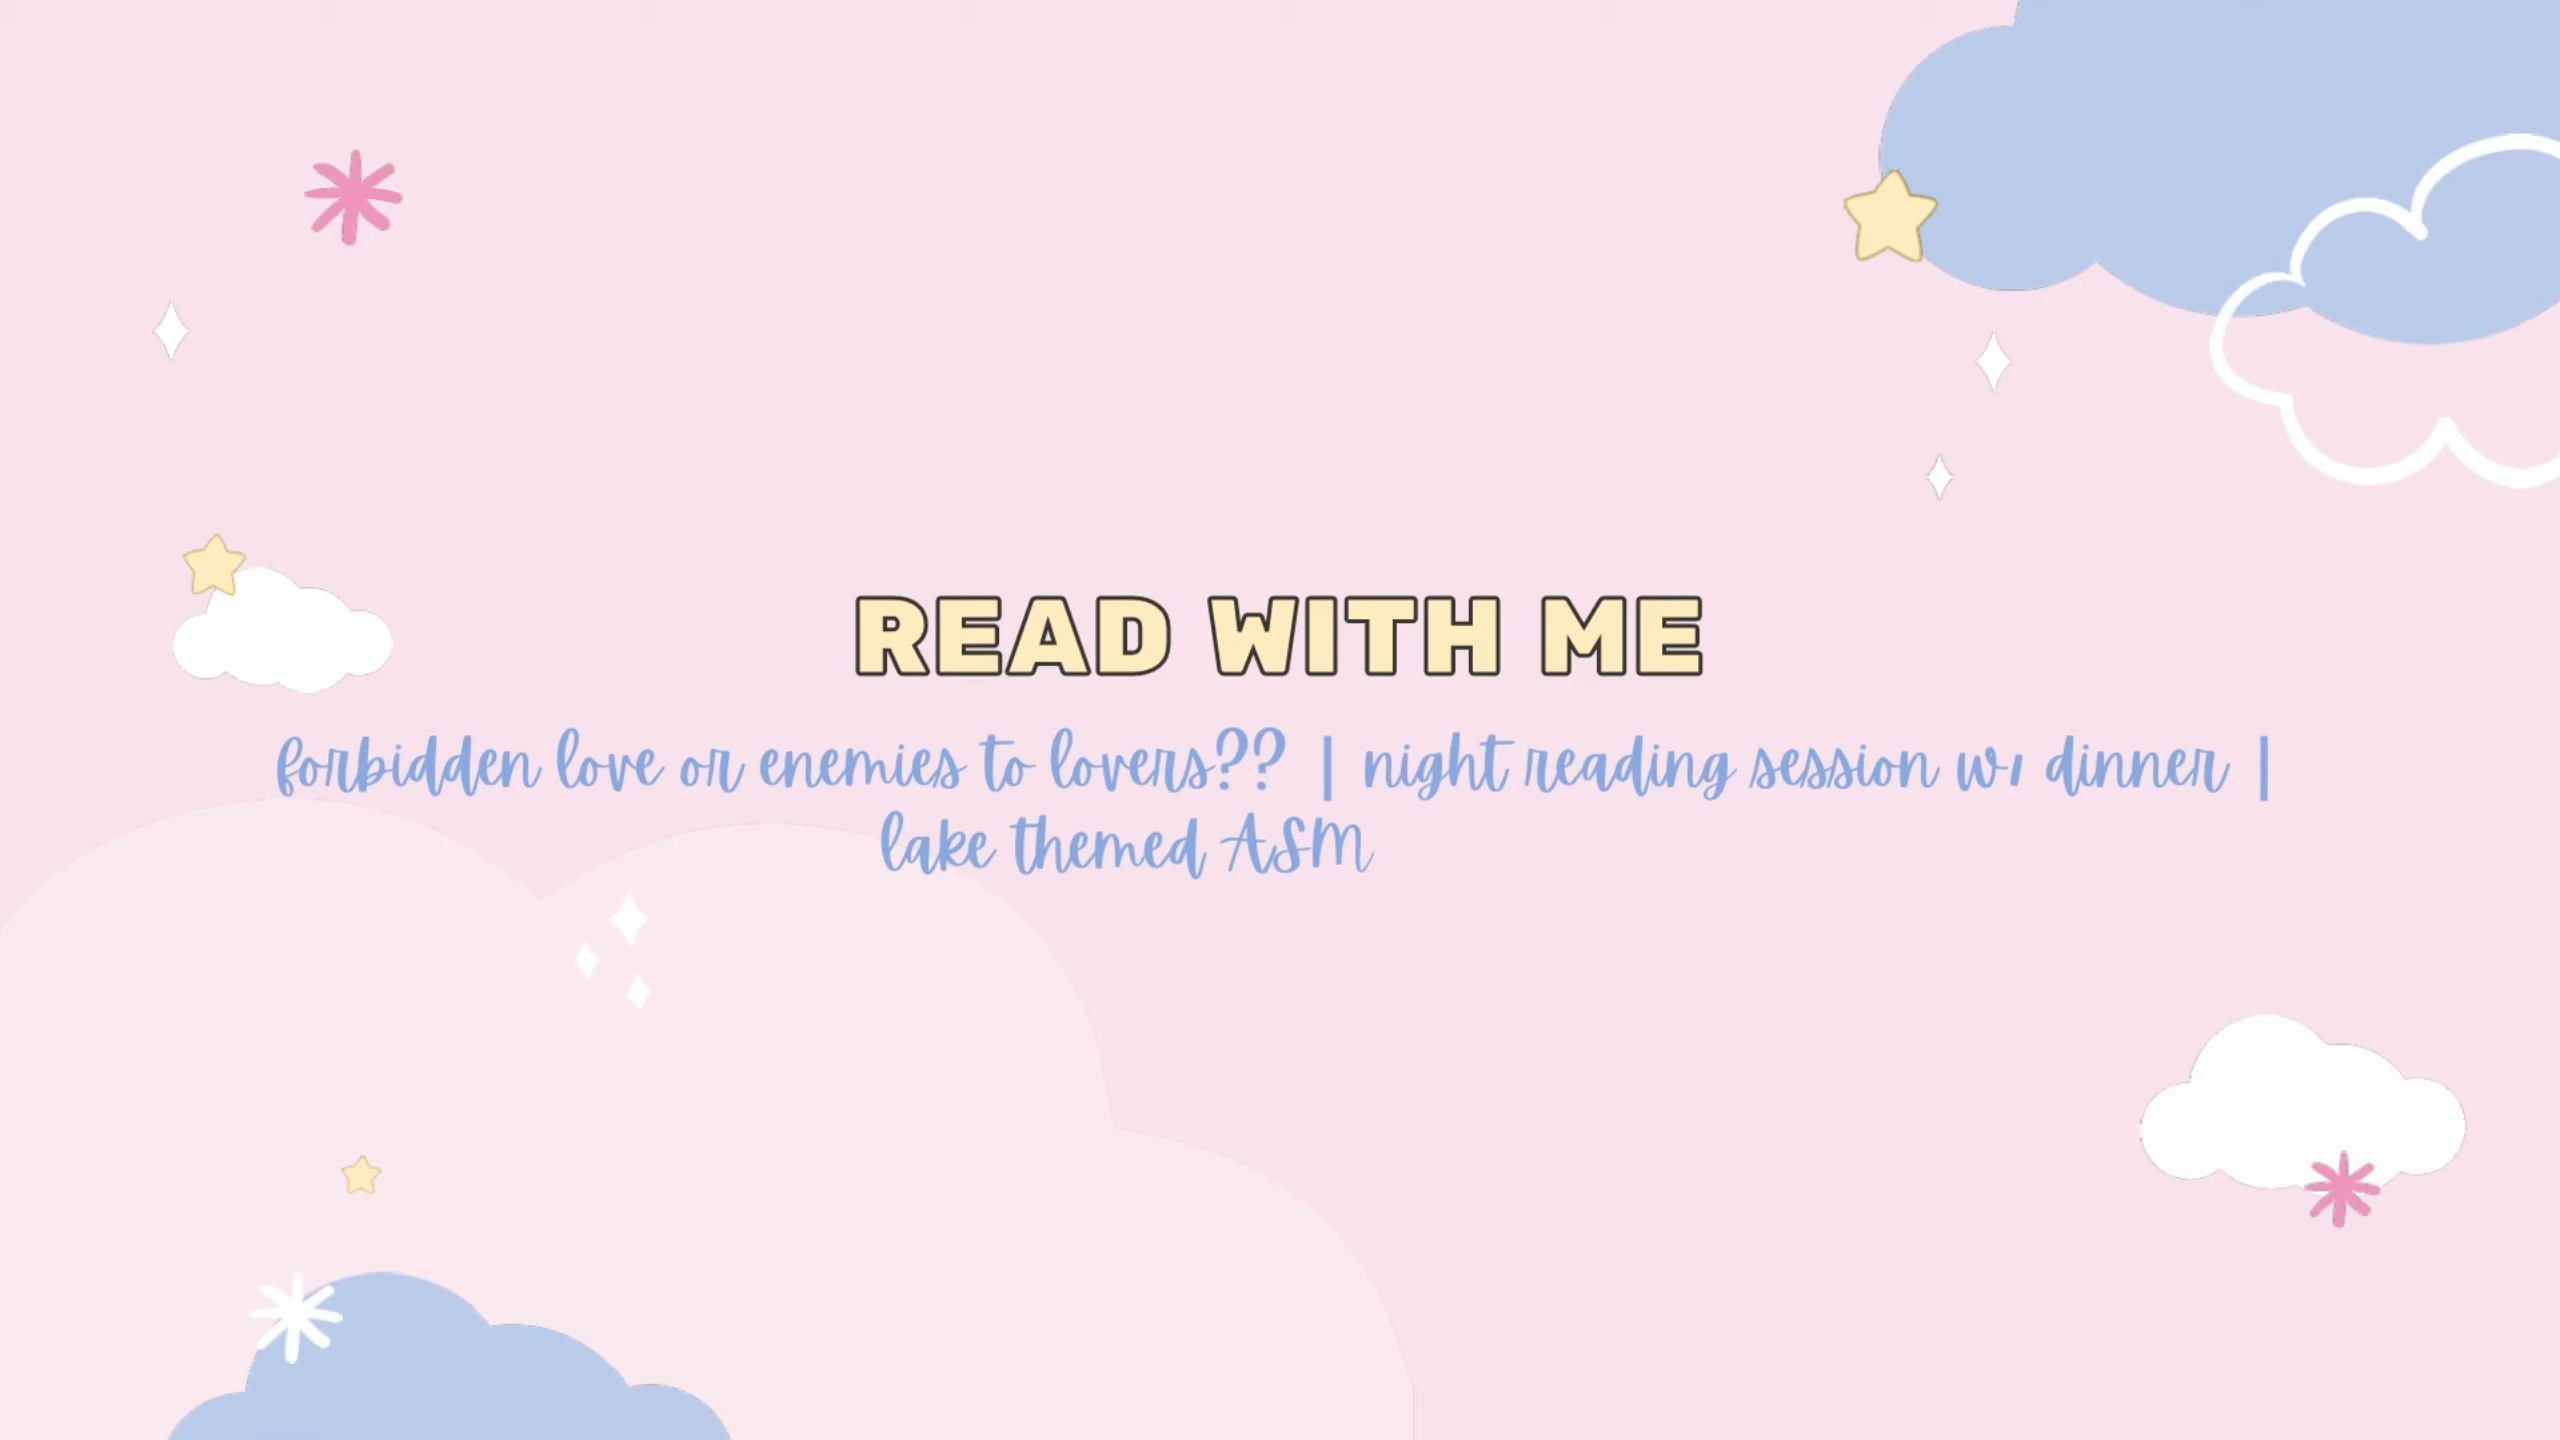 READ WITH ME
forbidden love or enemies to lovers?? | night reading session w/ dinner |
lake themed ASM